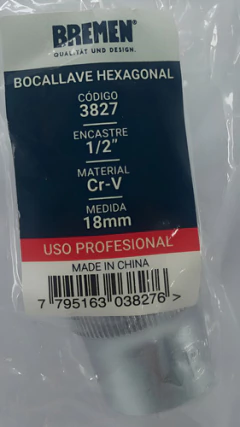 BREMEN®
QUALITÄT UND DESIGN.
BOCALLAVE HEXAGONAL
CÓDIGO
3827
ENCASTRE
1/2"
MATERIAL
Cr-V
MEDIDA
18mm
USO PROFESIONAL
MADE IN CHINA
7 795163 038276 >